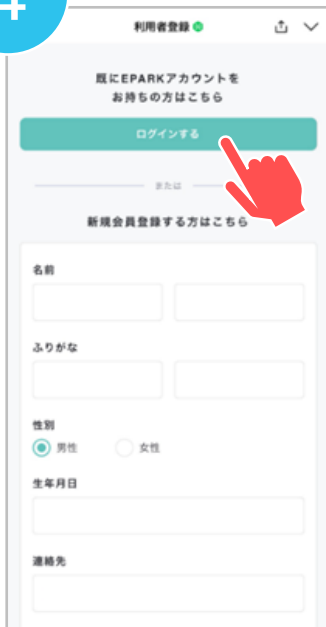 利用者登録
既にEPARKアカウントを
お持ちの方はこちら
ログインする
または
新規会員登録する方はこちら
名前
ふりがな
性別
男性 女性
生年月日
連絡先